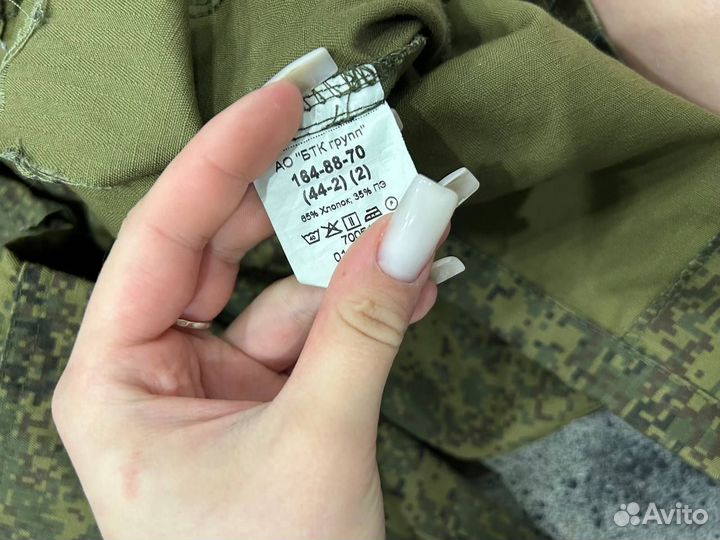 АО "БТК групп"
164-88-70
(44-2) (2)
65% Хлопок, 35% ПЭ
Avito